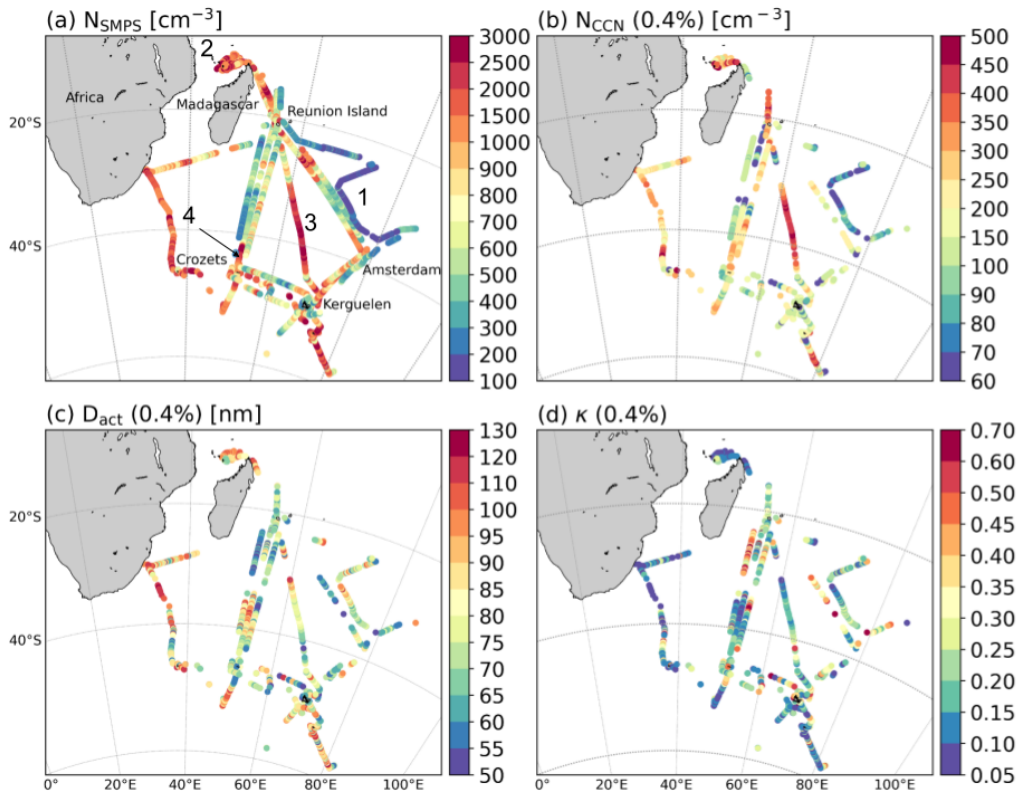 (a) N_SMPS [cm⁻³]
2
Africa
Madagascar
Reunion Island
1
3
4
Crozets
Amsterdam
Kerguelen
20°S
40°S
3000
2500
2000
1500
1000
900
800
700
600
500
400
300
200
100
(b) N_CCN (0.4%) [cm⁻³]
500
450
400
350
300
250
200
150
100
90
80
70
60
(c) D_act (0.4%) [nm]
20°S
40°S
0°
20°E
40°E
60°E
80°E
100°E
130
120
110
100
95
90
85
80
75
70
65
60
55
50
(d) κ (0.4%)
0°
20°E
40°E
60°E
80°E
100°E
0.70
0.60
0.50
0.45
0.40
0.35
0.30
0.25
0.20
0.15
0.10
0.05